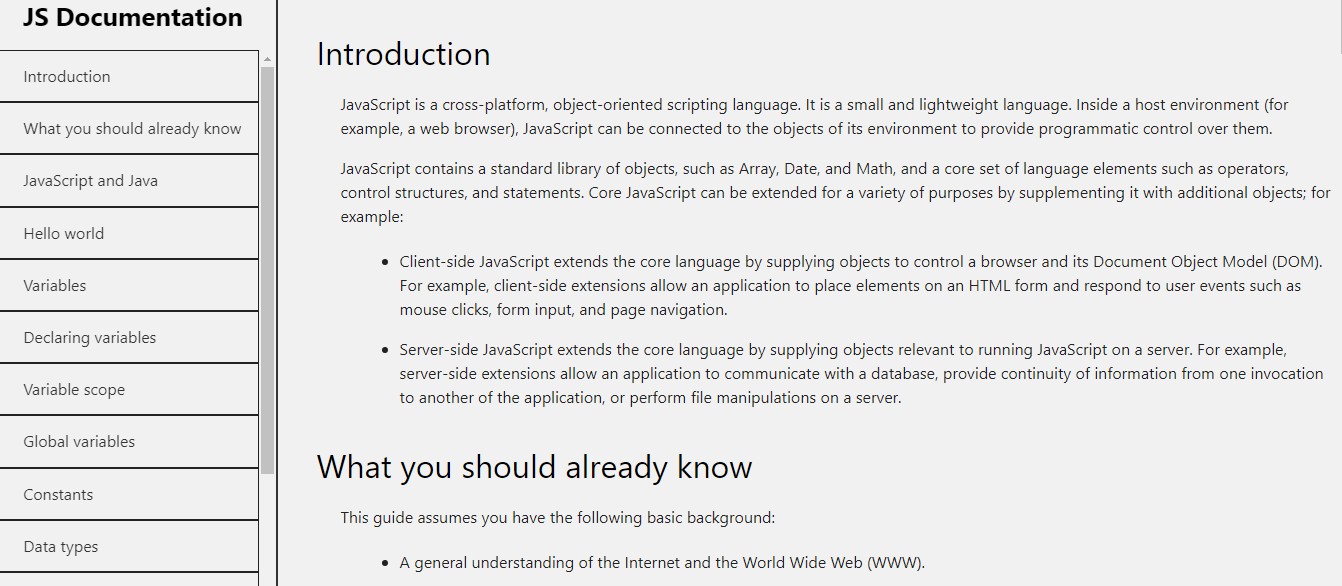 JS Documentation
Introduction
What you should already know
JavaScript and Java
Hello world
Variables
Declaring variables
Variable scope
Global variables
Constants
Data types
Introduction
JavaScript is a cross-platform, object-oriented scripting language. It is a small and lightweight language. Inside a host environment (for
example, a web browser), JavaScript can be connected to the objects of its environment to provide programmatic control over them.
JavaScript contains a standard library of objects, such as Array, Date, and Math, and a core set of language elements such as operators,
control structures, and statements. Core JavaScript can be extended for a variety of purposes by supplementing it with additional objects; for
example:
• Client-side JavaScript extends the core language by supplying objects to control a browser and its Document Object Model (DOM).
For example, client-side extensions allow an application to place elements on an HTML form and respond to user events such as
mouse clicks, form input, and page navigation.
• Server-side JavaScript extends the core language by supplying objects relevant to running JavaScript on a server. For example,
server-side extensions allow an application to communicate with a database, provide continuity of information from one invocation
to another of the application, or perform file manipulations on a server.
What you should already know
This guide assumes you have the following basic background:
• A general understanding of the Internet and the World Wide Web (WWW).